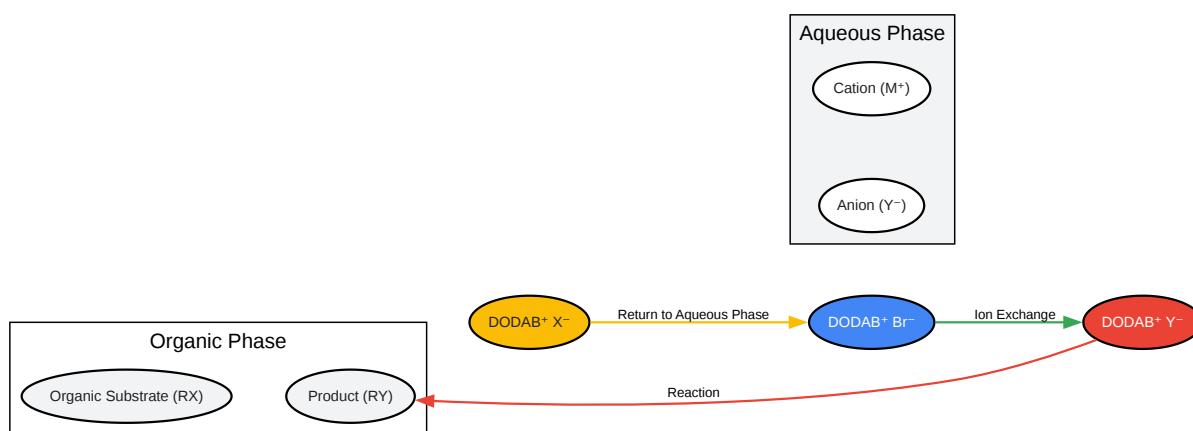 Aqueous Phase
Cation (M⁺)
Anion (Y⁻)
DODAB⁺ X⁻
Return to Aqueous Phase
DODAB⁺ Br⁻
Ion Exchange
DODAB⁺ Y⁻
Organic Phase
Organic Substrate (RX)
Product (RY)
Reaction